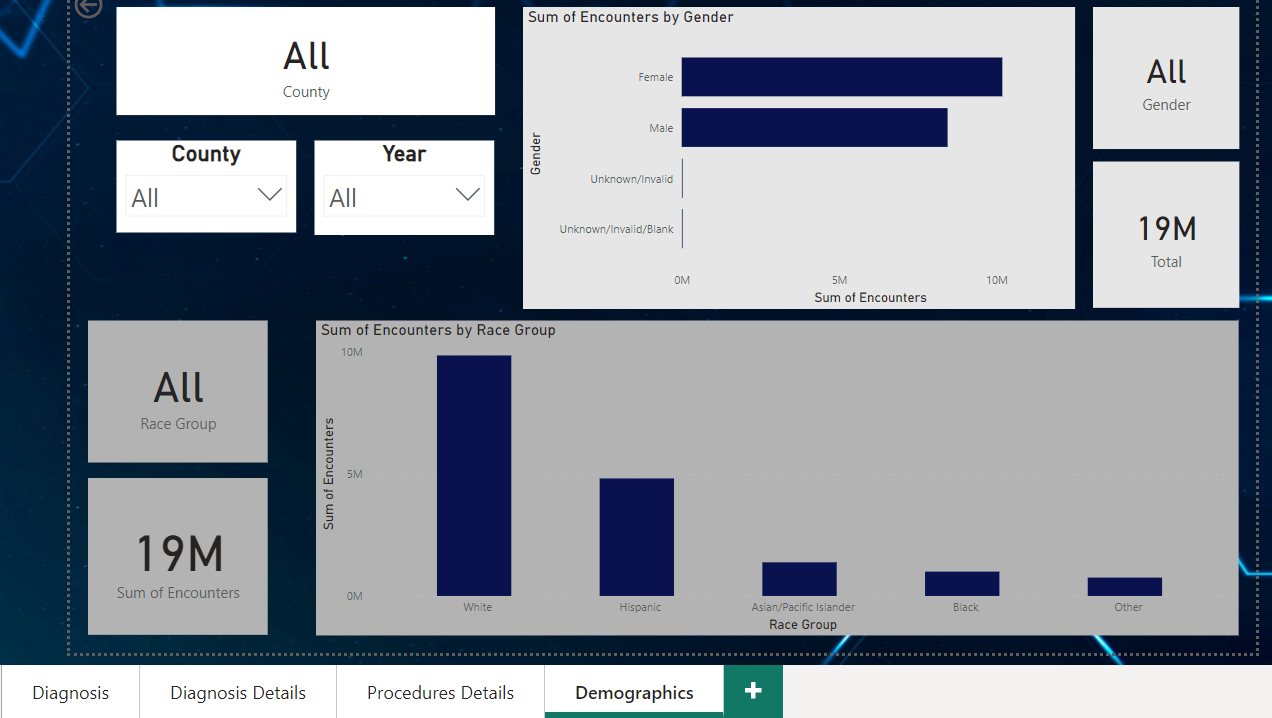 All
County
County
All
Year
All
Sum of Encounters by Gender
Gender
Female
Male
Unknown/Invalid
Unknown/Invalid/Blank
0M 5M 10M
Sum of Encounters
All
Gender
19M
Total
All
Race Group
19M
Sum of Encounters
Sum of Encounters by Race Group
Sum of Encounters
10M
5M
0M
White Hispanic Asian/Pacific Islander Black Other
Race Group
Diagnosis Diagnosis Details Procedures Details Demographics +